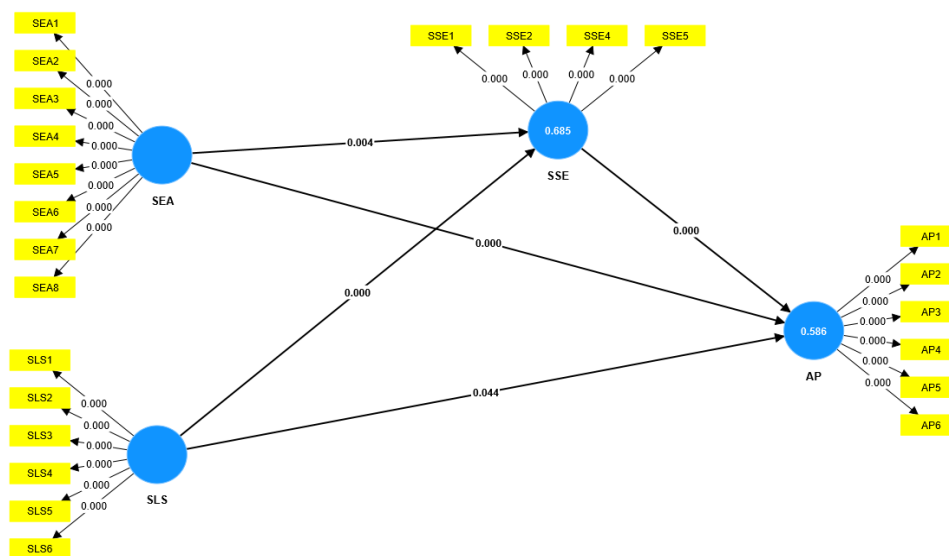 SEA1
SEA2
SEA3
SEA4
SEA5
SEA6
SEA7
SEA8
0.000
0.000
0.000
0.000
0.000
0.000
0.000
0.000
SEA
SSE1
SSE2
SSE4
SSE5
0.000
0.000
0.000
0.000
0.685
SSE
0.004
0.000
0.000
0.000
0.044
SLS1
SLS2
SLS3
SLS4
SLS5
SLS6
0.000
0.000
0.000
0.000
0.000
0.000
SLS
0.586
AP
0.000
0.000
0.000
0.000
0.000
0.000
AP1
AP2
AP3
AP4
AP5
AP6